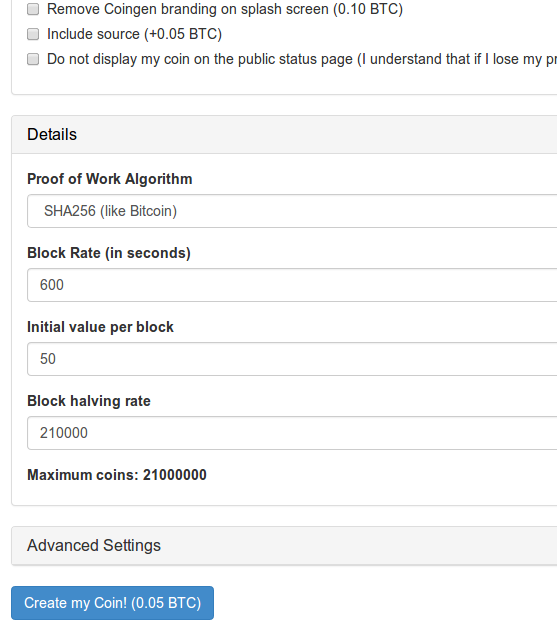 Remove Coingen branding on splash screen (0.10 BTC)
Include source (+0.05 BTC)
Do not display my coin on the public status page (I understand that if I lose my
Details
Proof of Work Algorithm
SHA256 (like Bitcoin)
Block Rate (in seconds)
600
Initial value per block
50
Block halving rate
210000
Maximum coins: 21000000
Advanced Settings
Create my Coin! (0.05 BTC)